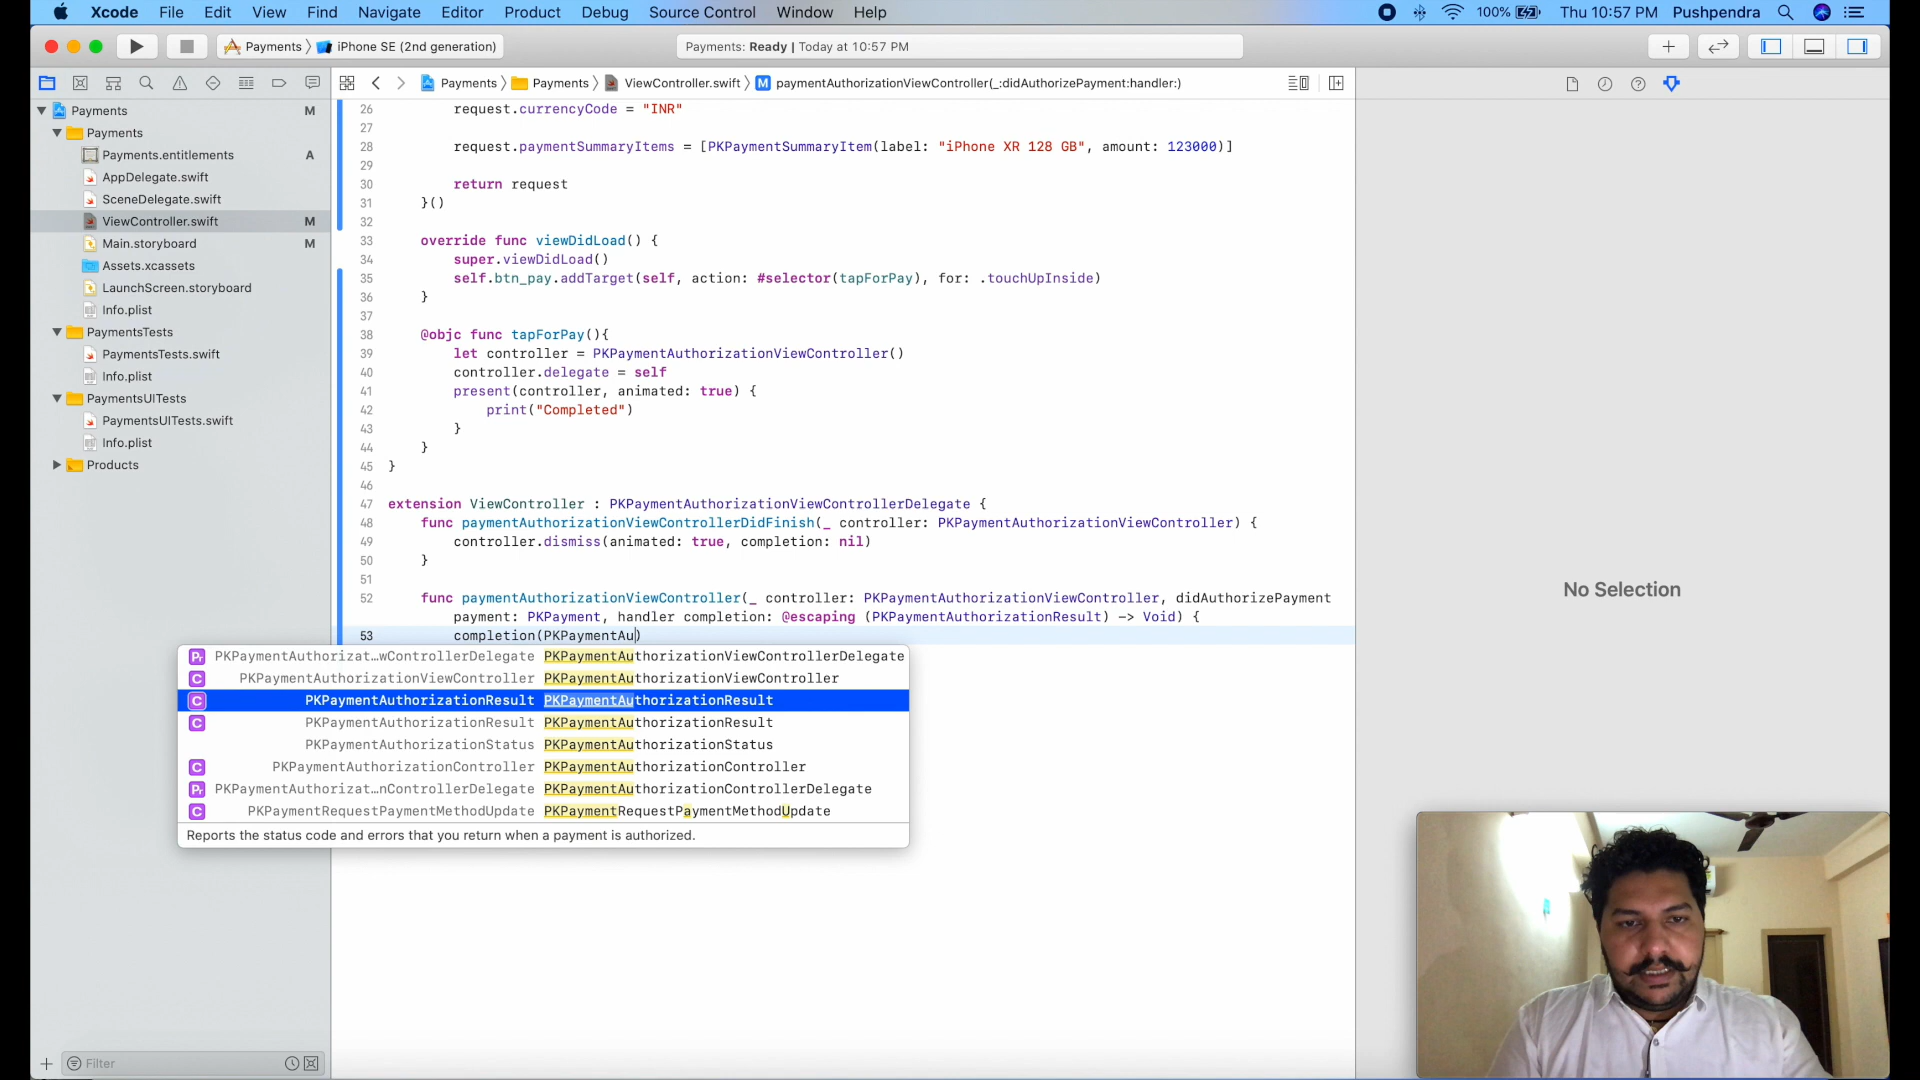 Xcode File Edit View Find Navigate Editor Product Debug Source Control Window Help 100% Thu 10:57 PM Pushpendra
Payments iPhone SE (2nd generation) Payments: Ready | Today at 10:57 PM
Payments Payments ViewController.swift M paymentAuthorizationViewController(_:didAuthorizePayment:handler:)
Payments M
Payments
Payments.entitlements A
AppDelegate.swift
SceneDelegate.swift
ViewController.swift M
Main.storyboard M
Assets.xcassets
LaunchScreen.storyboard
Info.plist
PaymentsTests
PaymentsTests.swift
Info.plist
PaymentsUITests
PaymentsUITests.swift
Info.plist
Products
Filter
26 request.currencyCode = "INR"
27
28 request.paymentSummaryItems = [PKPaymentSummaryItem(label: "iPhone XR 128 GB", amount: 123000)]
29
30 return request
31 }()
32
33 override func viewDidLoad() {
34 super.viewDidLoad()
35 self.btn_pay.addTarget(self, action: #selector(tapForPay), for: .touchUpInside)
36 }
37
38 @objc func tapForPay(){
39 let controller = PKPaymentAuthorizationViewController()
40 controller.delegate = self
41 present(controller, animated: true) {
42 print("Completed")
43 }
44 }
45 }
46
47 extension ViewController : PKPaymentAuthorizationViewControllerDelegate {
48 func paymentAuthorizationViewControllerDidFinish(_ controller: PKPaymentAuthorizationViewController) {
49 controller.dismiss(animated: true, completion: nil)
50 }
51
52 func paymentAuthorizationViewController(_ controller: PKPaymentAuthorizationViewController, didAuthorizePayment
payment: PKPayment, handler completion: @escaping (PKPaymentAuthorizationResult) -> Void) {
53 completion(PKPaymentAu)
Pr PKPaymentAuthorizat…wControllerDelegate PKPaymentAuthorizationViewControllerDelegate
C PKPaymentAuthorizationViewController PKPaymentAuthorizationViewController
C PKPaymentAuthorizationResult PKPaymentAuthorizationResult
C PKPaymentAuthorizationResult PKPaymentAuthorizationResult
PKPaymentAuthorizationStatus PKPaymentAuthorizationStatus
C PKPaymentAuthorizationController PKPaymentAuthorizationController
Pr PKPaymentAuthorizat…nControllerDelegate PKPaymentAuthorizationControllerDelegate
C PKPaymentRequestPaymentMethodUpdate PKPaymentRequestPaymentMethodUpdate
Reports the status code and errors that you return when a payment is authorized.
No Selection